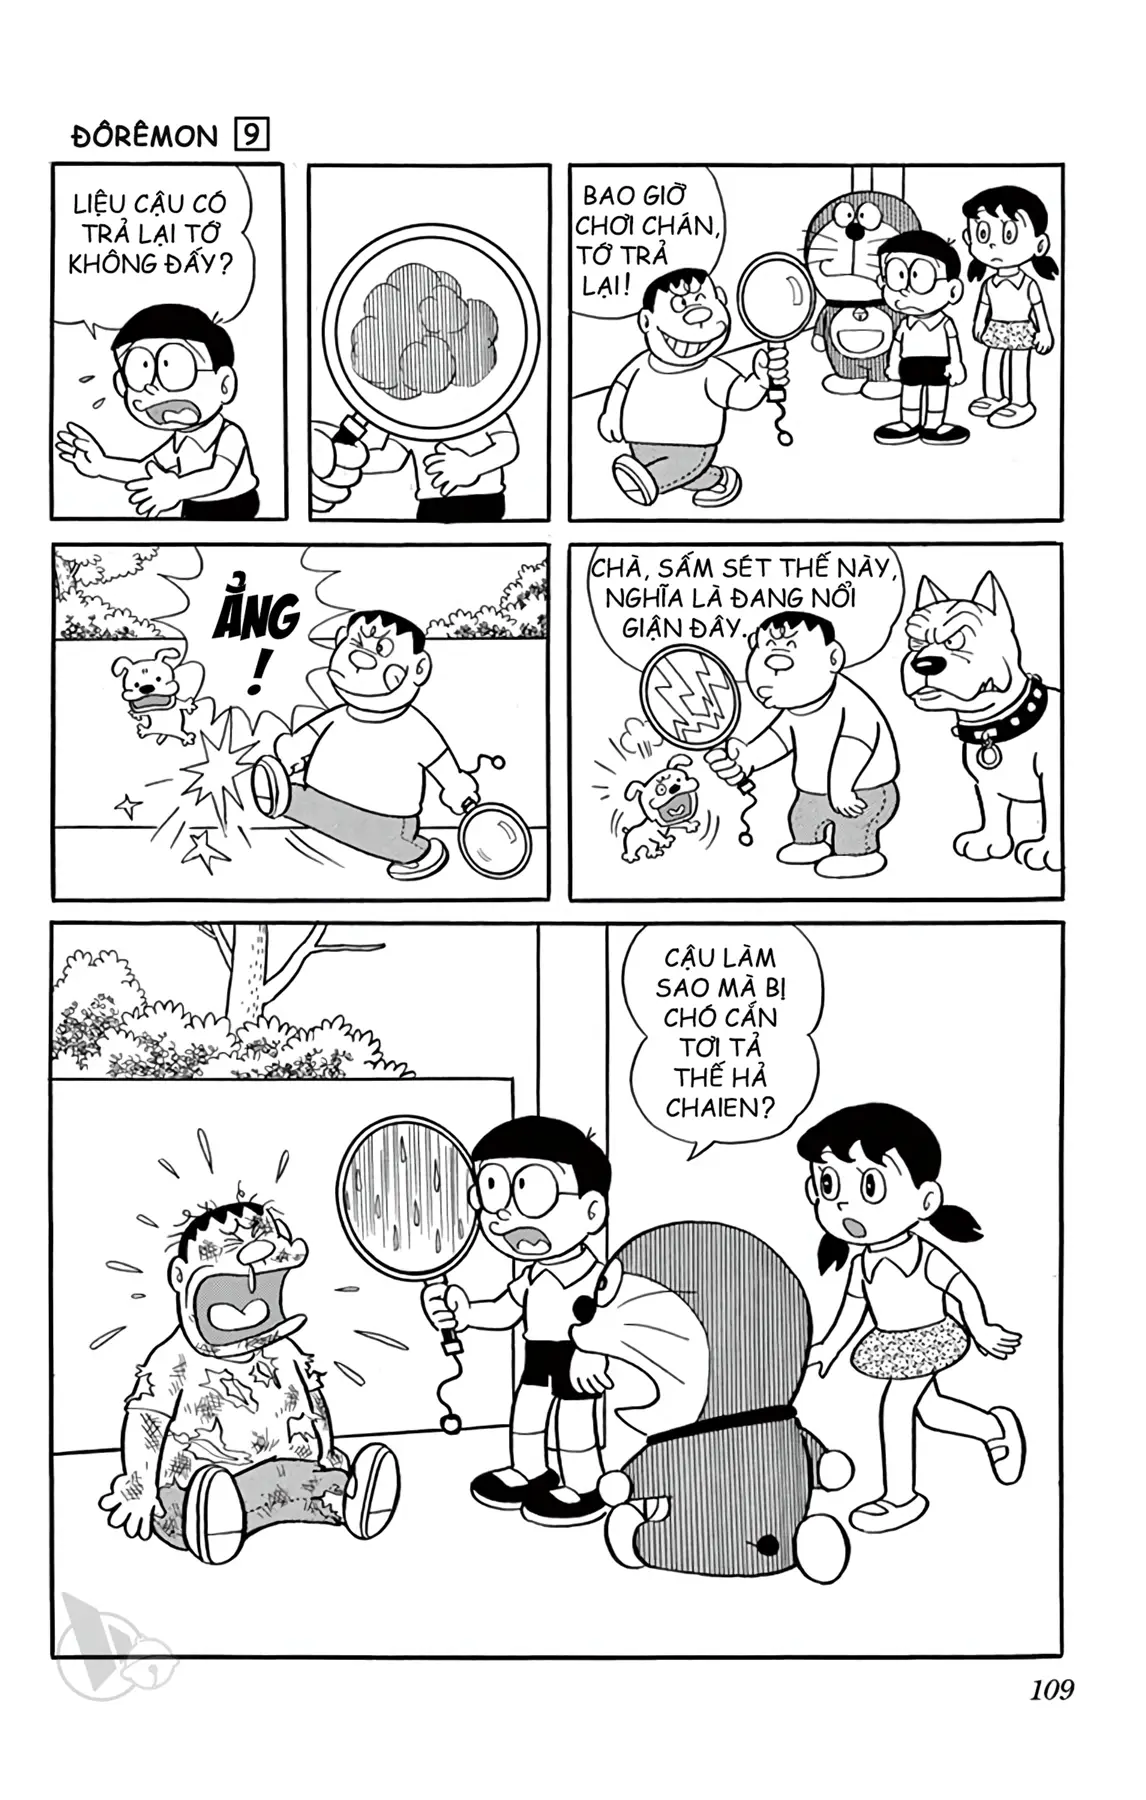 ĐÔRÊMON 9
LIỆU CẬU CÓ
TRẢ LẠI TỚ
KHÔNG ĐẤY?
BAO GIỜ
CHƠI CHÁN,
TỚ TRẢ
LẠI!
ẲNG
!
CHÀ, SẤM SÉT THẾ NÀY,
NGHĨA LÀ ĐANG NỔI
GIẬN ĐÂY.
CẬU LÀM
SAO MÀ BỊ
CHÓ CẮN
TƠI TẢ
THẾ HẢ
CHAIEN?
109